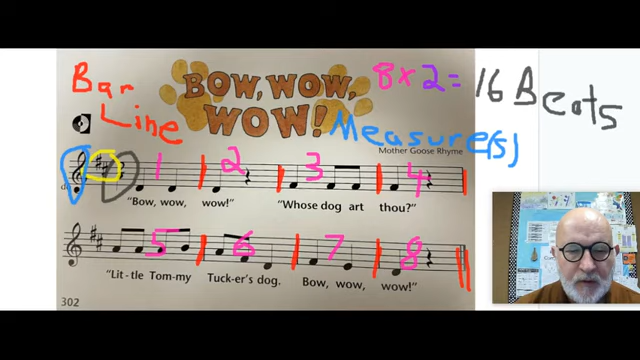 Bar
Line
BOW, WOW,
WOW!
8 x 2 =
16 Beats
Measure(s)
Mother Goose Rhyme
1 2 3 4
"Bow, wow, wow!" "Whose dog art thou?"
5 6 7 8
"Lit - tle Tom-my Tuck-er's dog. Bow, wow, wow!"
302